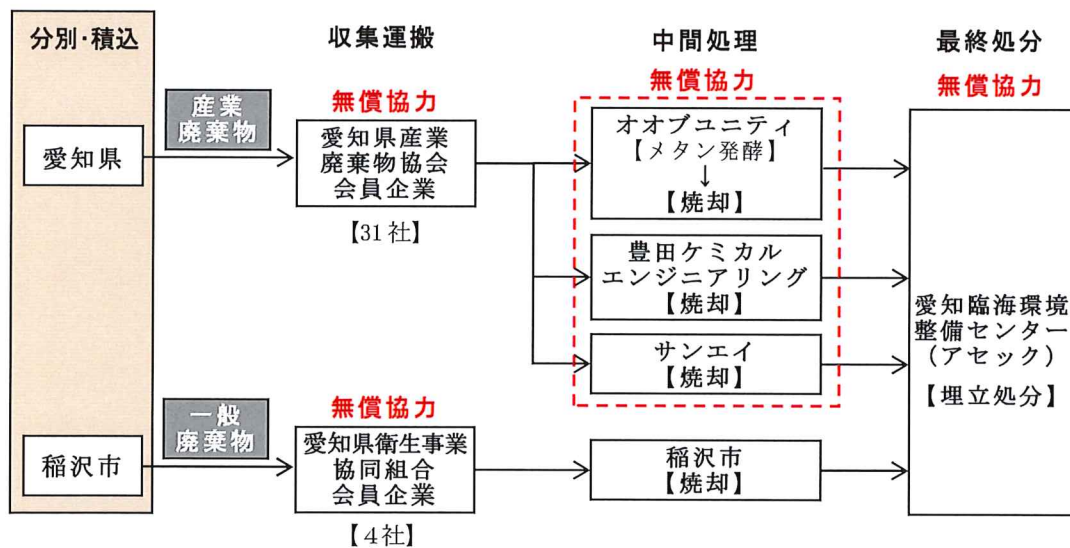 分別・積込
収集運搬
中間処理
最終処分
愛知県
産業
廃棄物
無償協力
愛知県産業
廃棄物協会
会員企業
【31社】
無償協力
オオブユニティ
【メタン発酵】
↓
【焼却】
豊田ケミカル
エンジニアリング
【焼却】
サンエイ
【焼却】
無償協力
愛知臨海環境
整備センター
（アセック）
【埋立処分】
稲沢市
一般
廃棄物
無償協力
愛知県衛生事業
協同組合
会員企業
【4社】
稲沢市
【焼却】